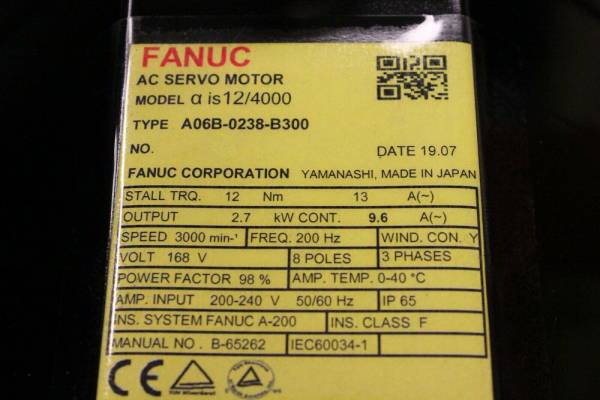 FANUC
AC SERVO MOTOR
MODEL α is12/4000
TYPE A06B-0238-B300
NO. DATE 19.07
FANUC CORPORATION YAMANASHI, MADE IN JAPAN
STALL TRQ. 12 Nm 13 A(~)
OUTPUT 2.7 kW CONT. 9.6 A(~)
SPEED 3000 min-¹ FREQ. 200 Hz WIND. CON. Y
VOLT 168 V 8 POLES 3 PHASES
POWER FACTOR 98 % AMP. TEMP. 0-40 °C
AMP. INPUT 200-240 V 50/60 Hz IP 65
INS. SYSTEM FANUC A-200 INS. CLASS F
MANUAL NO. B-65262 IEC60034-1
CE